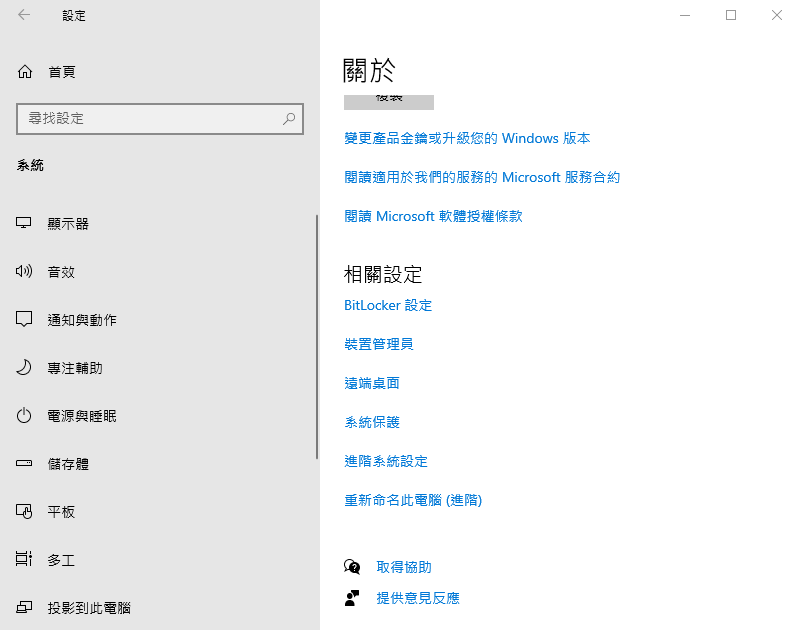 設定
首頁
尋找設定
系統
顯示器
音效
通知與動作
專注輔助
電源與睡眠
儲存體
平板
多工
投影到此電腦
關於
複製
變更產品金鑰或升級您的 Windows 版本
閱讀適用於我們的服務的 Microsoft 服務合約
閱讀 Microsoft 軟體授權條款
相關設定
BitLocker 設定
裝置管理員
遠端桌面
系統保護
進階系統設定
重新命名此電腦 (進階)
取得協助
提供意見反應